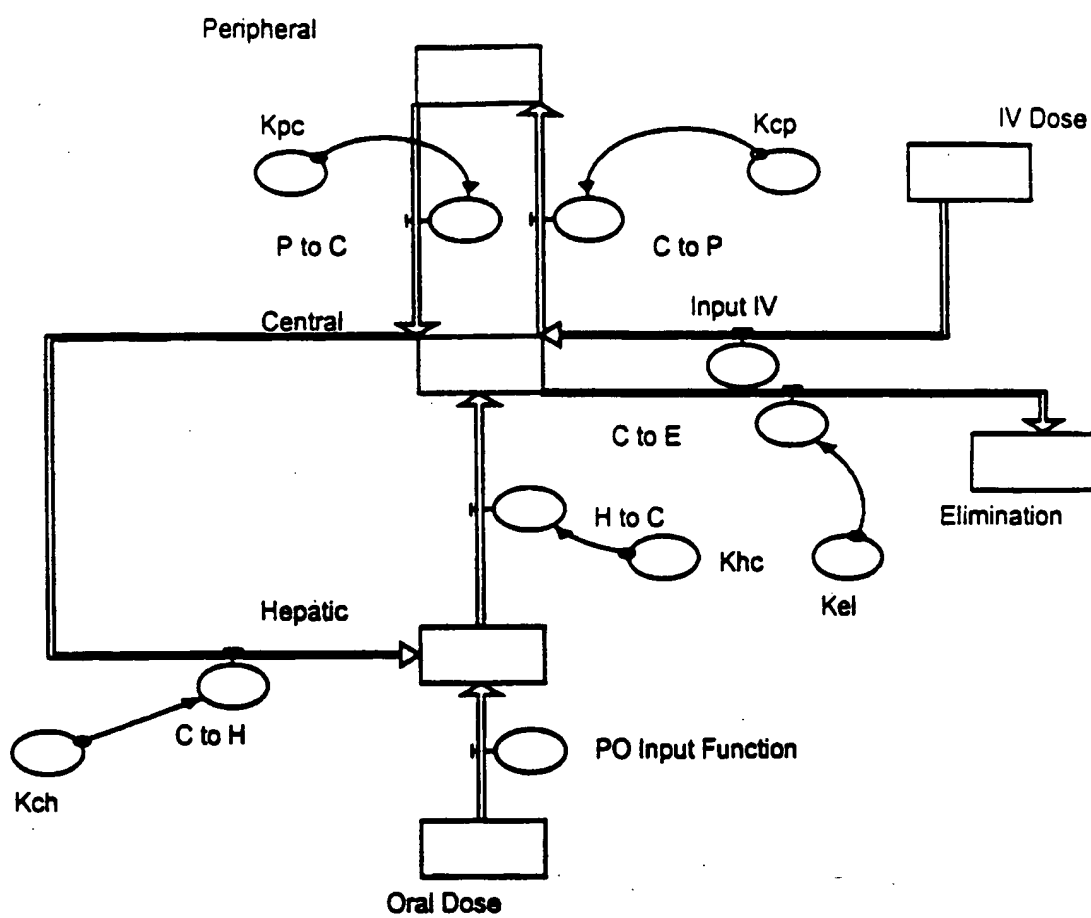 Peripheral
IV Dose
Kpc
Kcp
P to C
C to P
Input IV
Central
C to E
H to C
Elimination
Khc
Kel
Hepatic
C to H
PO Input Function
Kch
Oral Dose